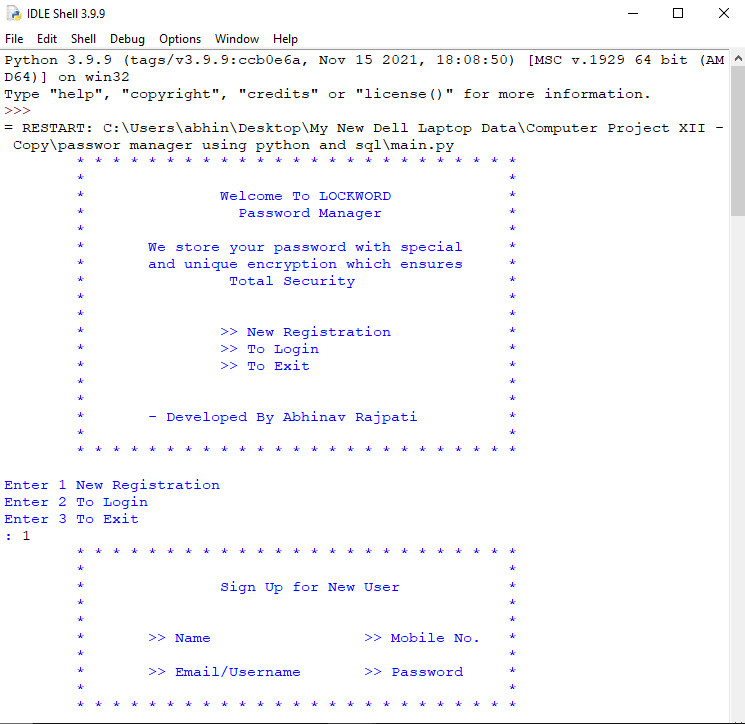 IDLE Shell 3.9.9
File Edit Shell Debug Options Window Help
Python 3.9.9 (tags/v3.9.9:ccb0e6a, Nov 15 2021, 18:08:50) [MSC v.1929 64 bit (AM
D64)] on win32
Type "help", "copyright", "credits" or "license()" for more information.
>>>
= RESTART: C:\Users\abhin\Desktop\My New Dell Laptop Data\Computer Project XII -
 Copy\passwor manager using python and sql\main.py
* * * * * * * * * * * * * * * * * * * * * * * * *
* *
* Welcome To LOCKWORD *
* Password Manager *
* *
* We store your password with special *
* and unique encryption which ensures *
* Total Security *
* *
* *
* >> New Registration *
* >> To Login *
* >> To Exit *
* *
* *
* - Developed By Abhinav Rajpati *
* *
* * * * * * * * * * * * * * * * * * * * * * * * *
Enter 1 New Registration
Enter 2 To Login
Enter 3 To Exit
: 1
* * * * * * * * * * * * * * * * * * * * * * * * *
* *
* Sign Up for New User *
* *
* *
* >> Name >> Mobile No. *
* *
* >> Email/Username >> Password *
* *
* * * * * * * * * * * * * * * * * * * * * * * * *